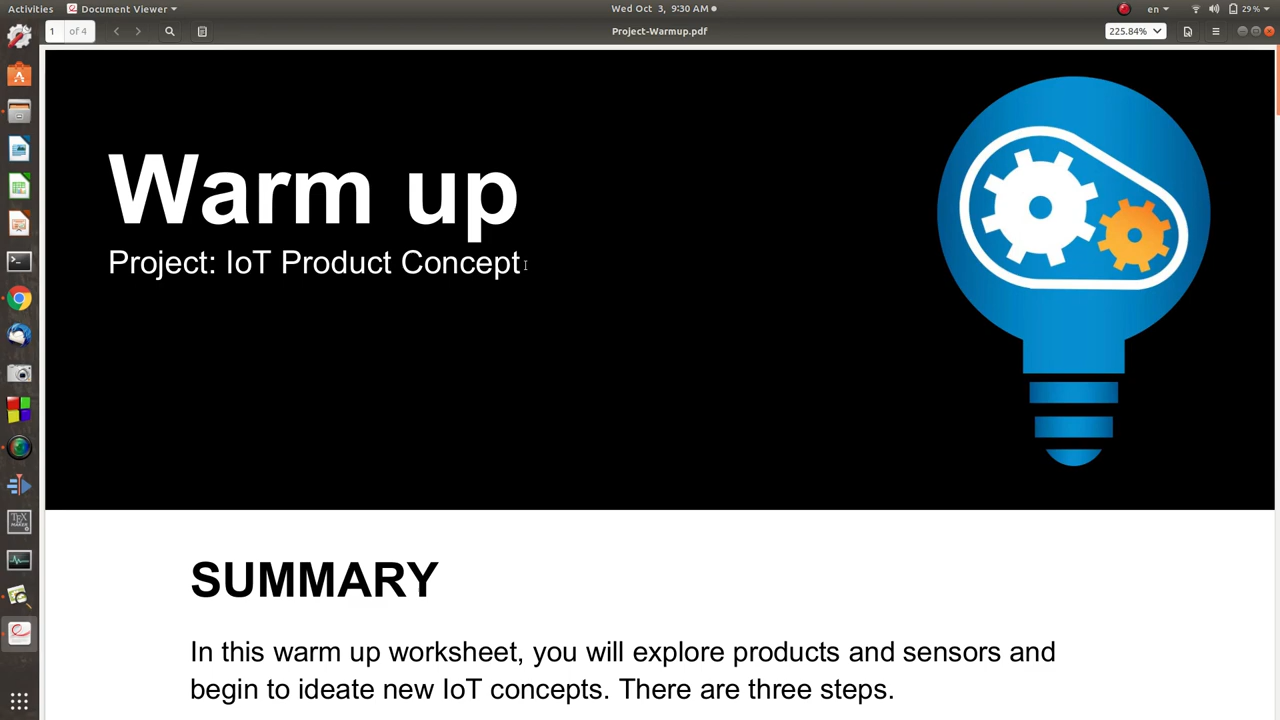 Activities Document Viewer Wed Oct 3, 9:30 AM en 29%
1 of 4 Project-Warmup.pdf 225.84%
Warm up
Project: IoT Product Concept
SUMMARY
In this warm up worksheet, you will explore products and sensors and
begin to ideate new IoT concepts. There are three steps.